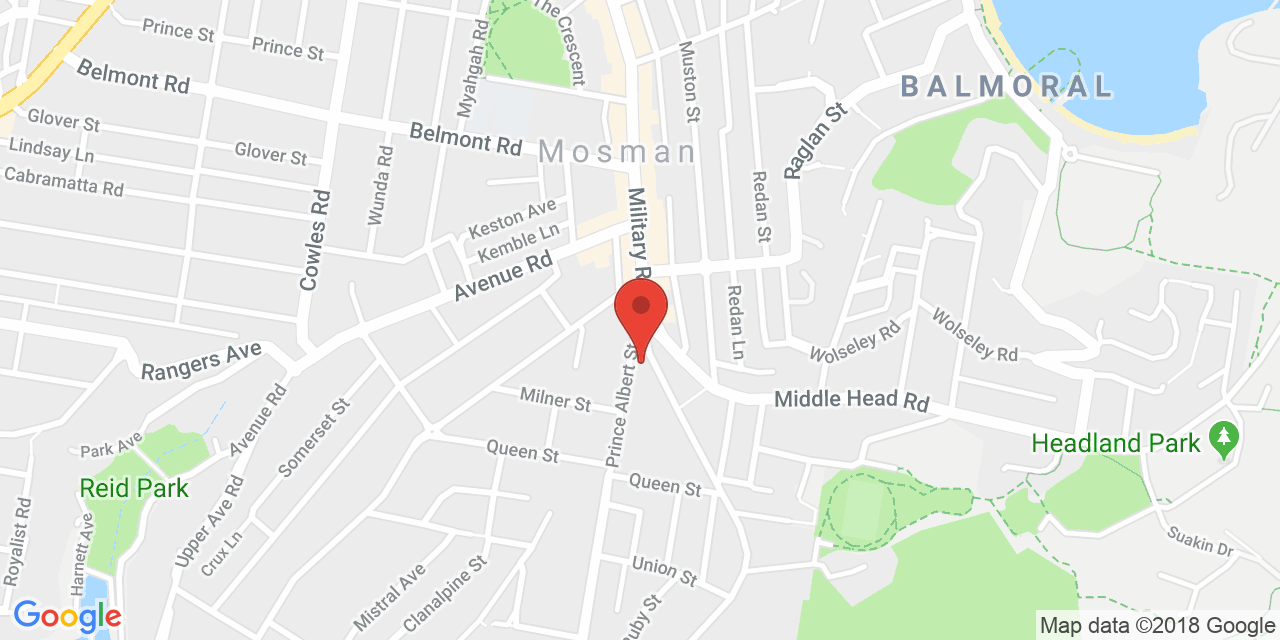 The Crescent
Prince St
Prince St
Myahgah Rd
Muston St
Belmont Rd
BALMORAL
Glover St
Belmont Rd
Raglan St
Lindsay Ln
Glover St
Mosman
Cabramatta Rd
Wunda Rd
Redan St
Cowles Rd
Keston Ave
Military R
Kemble Ln
Avenue Rd
Redan Ln
Wolseley Rd
Wolseley Rd
Rangers Ave
Prince Albert St
Milner St
Middle Head Rd
Avenue Rd
Somerset St
Park Ave
Queen St
Headland Park
Reid Park
Queen St
Upper Ave Rd
Royalist Rd
Harnett Ave
Crux Ln
Suakin Dr
Mistral Ave
Clanalpine St
Union St
uby St
Google
Map data ©2018 Google